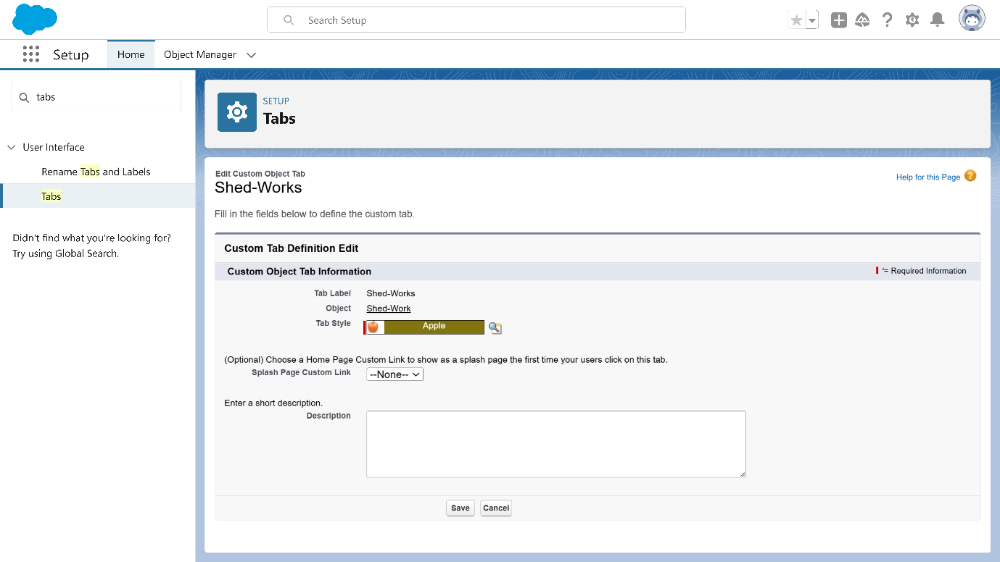 Search Setup
Setup
Home
Object Manager
tabs
User Interface
Rename Tabs and Labels
Tabs
Didn't find what you're looking for?
Try using Global Search.
SETUP
Tabs
Edit Custom Object Tab
Shed-Works
Help for this Page
Fill in the fields below to define the custom tab.
Custom Tab Definition Edit
Custom Object Tab Information
= Required Information
Tab Label Shed-Works
Object Shed-Work
Tab Style Apple
(Optional) Choose a Home Page Custom Link to show as a splash page the first time your users click on this tab.
Splash Page Custom Link --None--
Enter a short description.
Description
Save Cancel